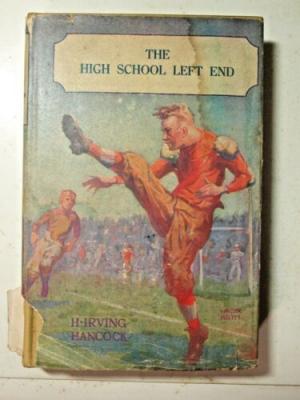 THE
HIGH SCHOOL LEFT END
H·IRVING
HANCOCK